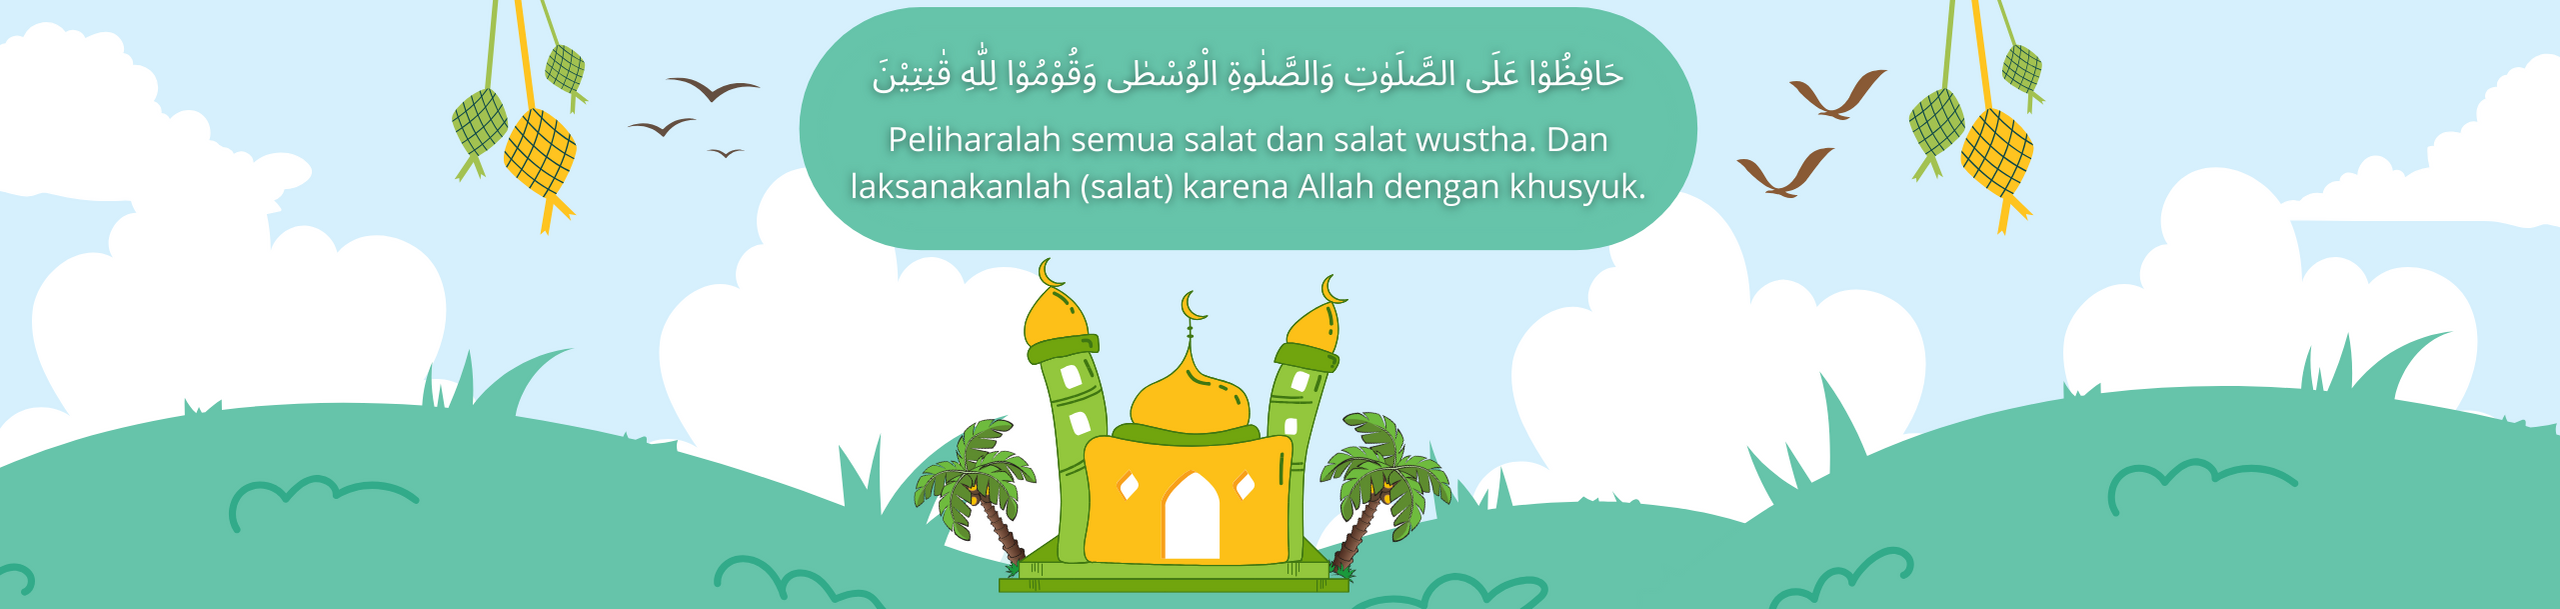 حَافِظُوْا عَلَى الصَّلَوٰتِ وَالصَّلٰوةِ الْوُسْطٰى وَقُوْمُوْا لِلّٰهِ قٰنِتِيْنَ
Peliharalah semua salat dan salat wustha. Dan
laksanakanlah (salat) karena Allah dengan khusyuk.